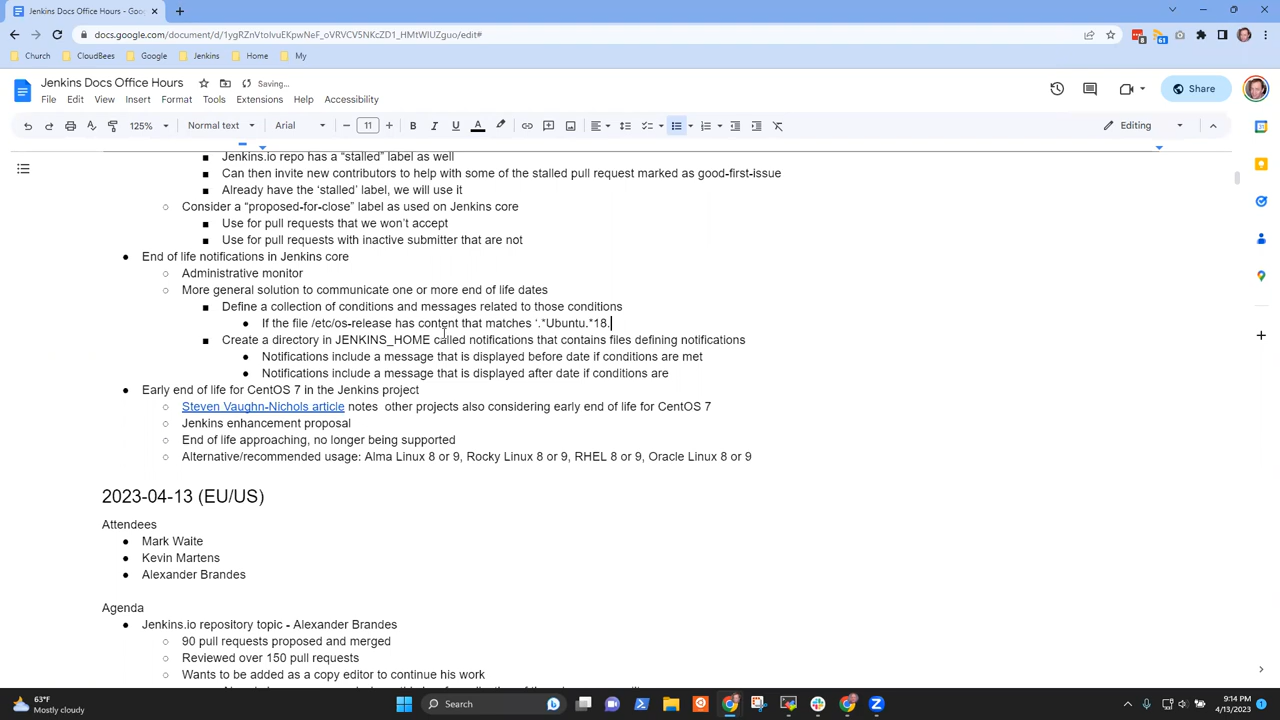 Jenkins Docs Office Hours - Goo
docs.google.com/document/d/1ygRZnVtoIvuEKpwNeF_oVRVCV5NKcZD1_HMtWIUZguo/edit#
Church
CloudBees
Google
Jenkins
Home
My
Jenkins Docs Office Hours
Saving...
File Edit View Insert Format Tools Extensions Help Accessibility
Share
125%
Normal text
Arial
11
Editing
Jenkins.io repo has a “stalled” label as well
Can then invite new contributors to help with some of the stalled pull request marked as good-first-issue
Already have the ‘stalled’ label, we will use it
Consider a “proposed-for-close” label as used on Jenkins core
Use for pull requests that we won’t accept
Use for pull requests with inactive submitter that are not
End of life notifications in Jenkins core
Administrative monitor
More general solution to communicate one or more end of life dates
Define a collection of conditions and messages related to those conditions
If the file /etc/os-release has content that matches ‘.*Ubuntu.*18.
Create a directory in JENKINS_HOME called notifications that contains files defining notifications
Notifications include a message that is displayed before date if conditions are met
Notifications include a message that is displayed after date if conditions are
Early end of life for CentOS 7 in the Jenkins project
Steven Vaughn-Nichols article notes other projects also considering early end of life for CentOS 7
Jenkins enhancement proposal
End of life approaching, no longer being supported
Alternative/recommended usage: Alma Linux 8 or 9, Rocky Linux 8 or 9, RHEL 8 or 9, Oracle Linux 8 or 9
2023-04-13 (EU/US)
Attendees
Mark Waite
Kevin Martens
Alexander Brandes
Agenda
Jenkins.io repository topic - Alexander Brandes
90 pull requests proposed and merged
Reviewed over 150 pull requests
Wants to be added as a copy editor to continue his work
63°F
Mostly cloudy
Search
9:14 PM
4/13/2023